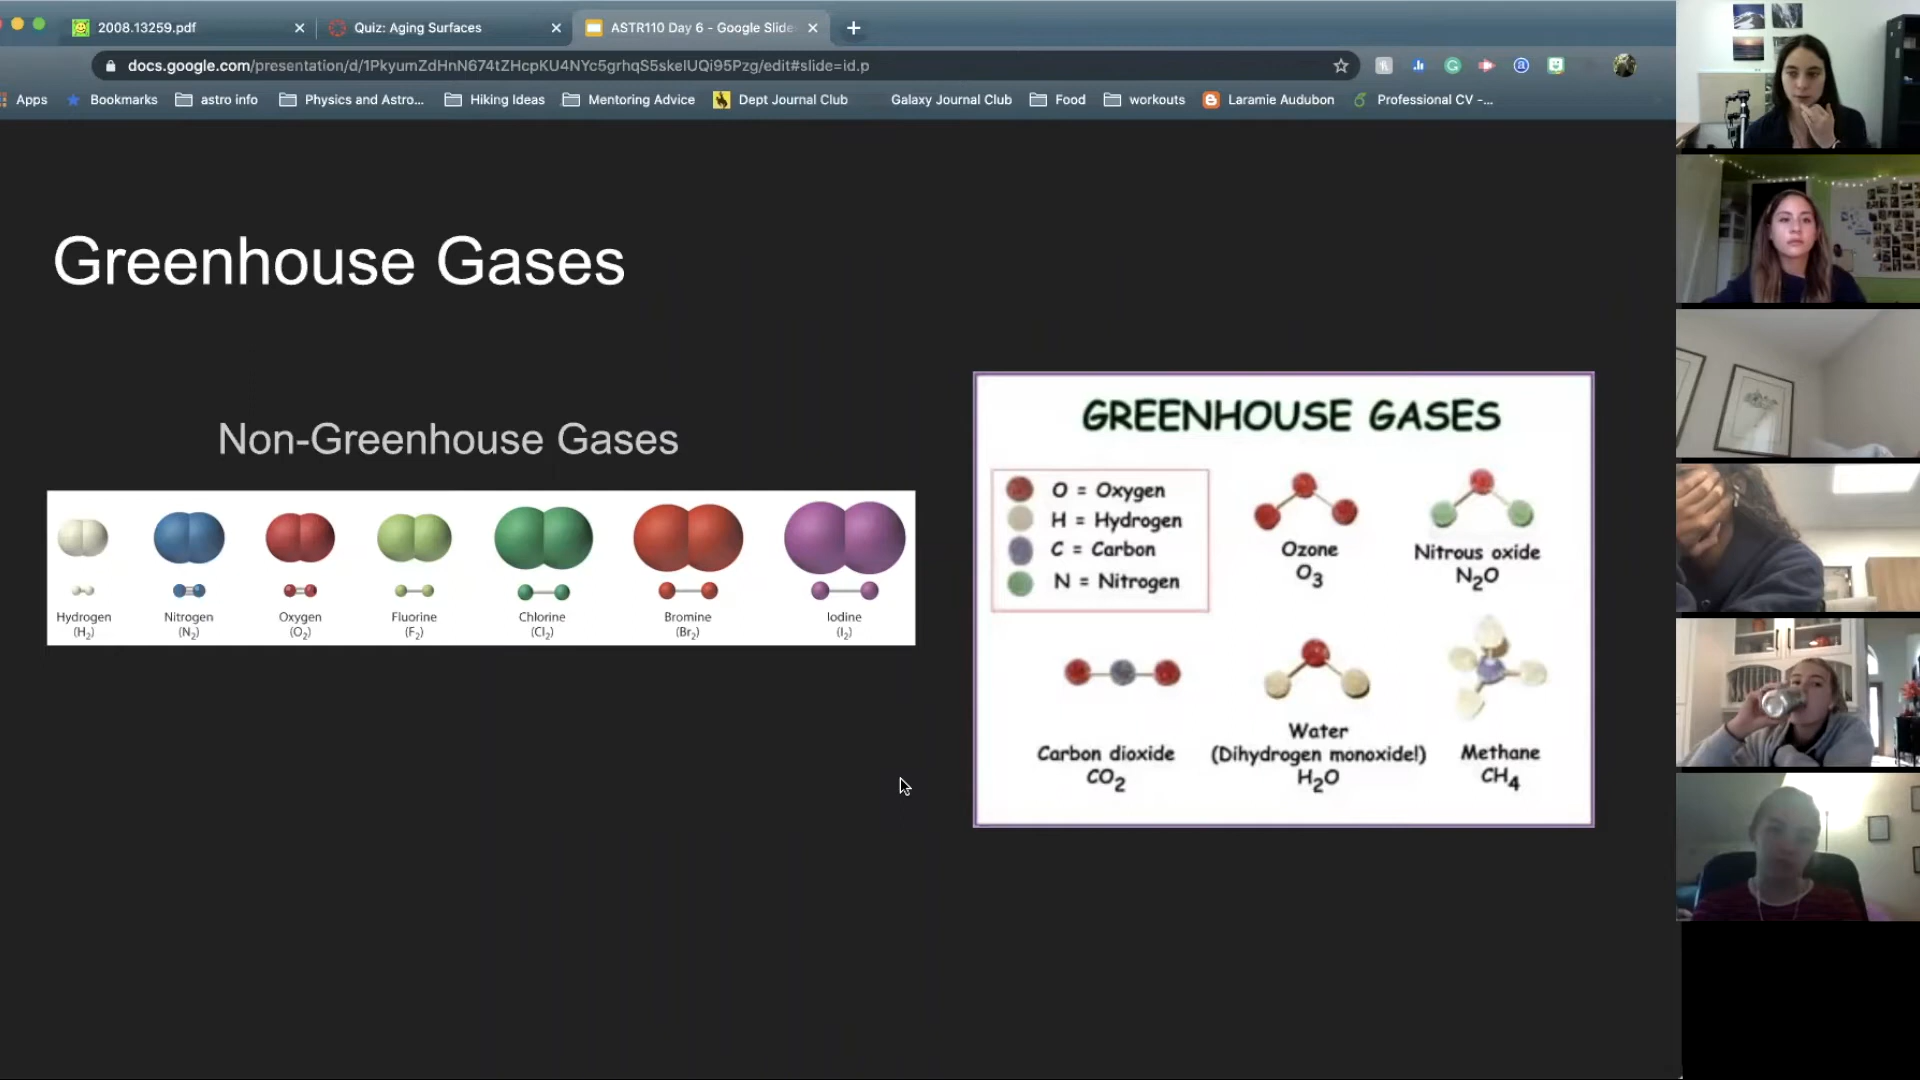 2008.13259.pdf
Quiz: Aging Surfaces
ASTR110 Day 6 - Google Slide
docs.google.com/presentation/d/1PkyumZdHnN674tZHcpKU4NYc5grhqS5skelUQi95Pzg/edit#slide=id.p
Apps Bookmarks astro info Physics and Astro... Hiking Ideas Mentoring Advice Dept Journal Club Galaxy Journal Club Food workouts Laramie Audubon Professional CV -...
Greenhouse Gases
Non-Greenhouse Gases
Hydrogen
(H2)
Nitrogen
(N2)
Oxygen
(O2)
Fluorine
(F2)
Chlorine
(Cl2)
Bromine
(Br2)
Iodine
(I2)
GREENHOUSE GASES
O = Oxygen
H = Hydrogen
C = Carbon
N = Nitrogen
Ozone
O3
Nitrous oxide
N2O
Carbon dioxide
CO2
Water
(Dihydrogen monoxide!)
H2O
Methane
CH4